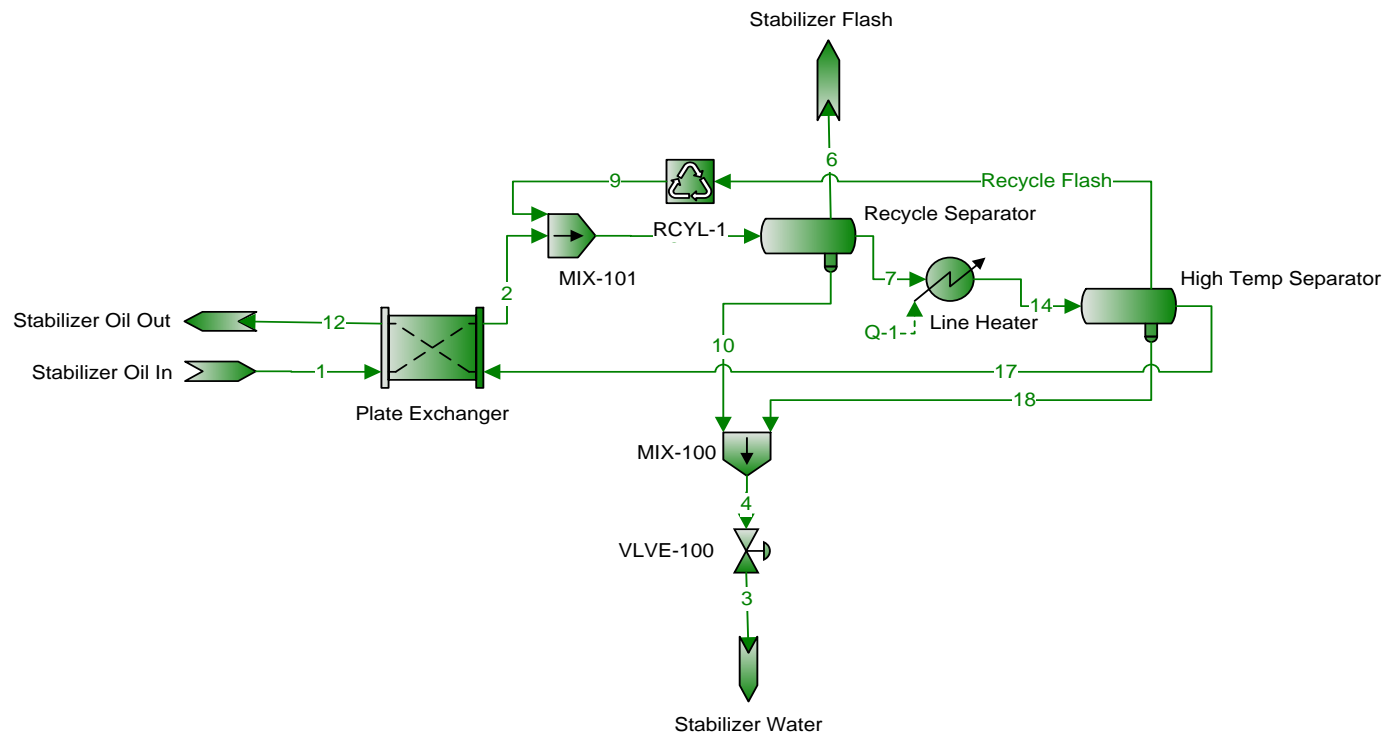 Stabilizer Flash
6
9
Recycle Flash
RCYL-1
Recycle Separator
MIX-101
2
7
High Temp Separator
14
Line Heater
Q-1
Stabilizer Oil Out
12
10
Stabilizer Oil In
1
17
Plate Exchanger
18
MIX-100
4
VLVE-100
3
Stabilizer Water